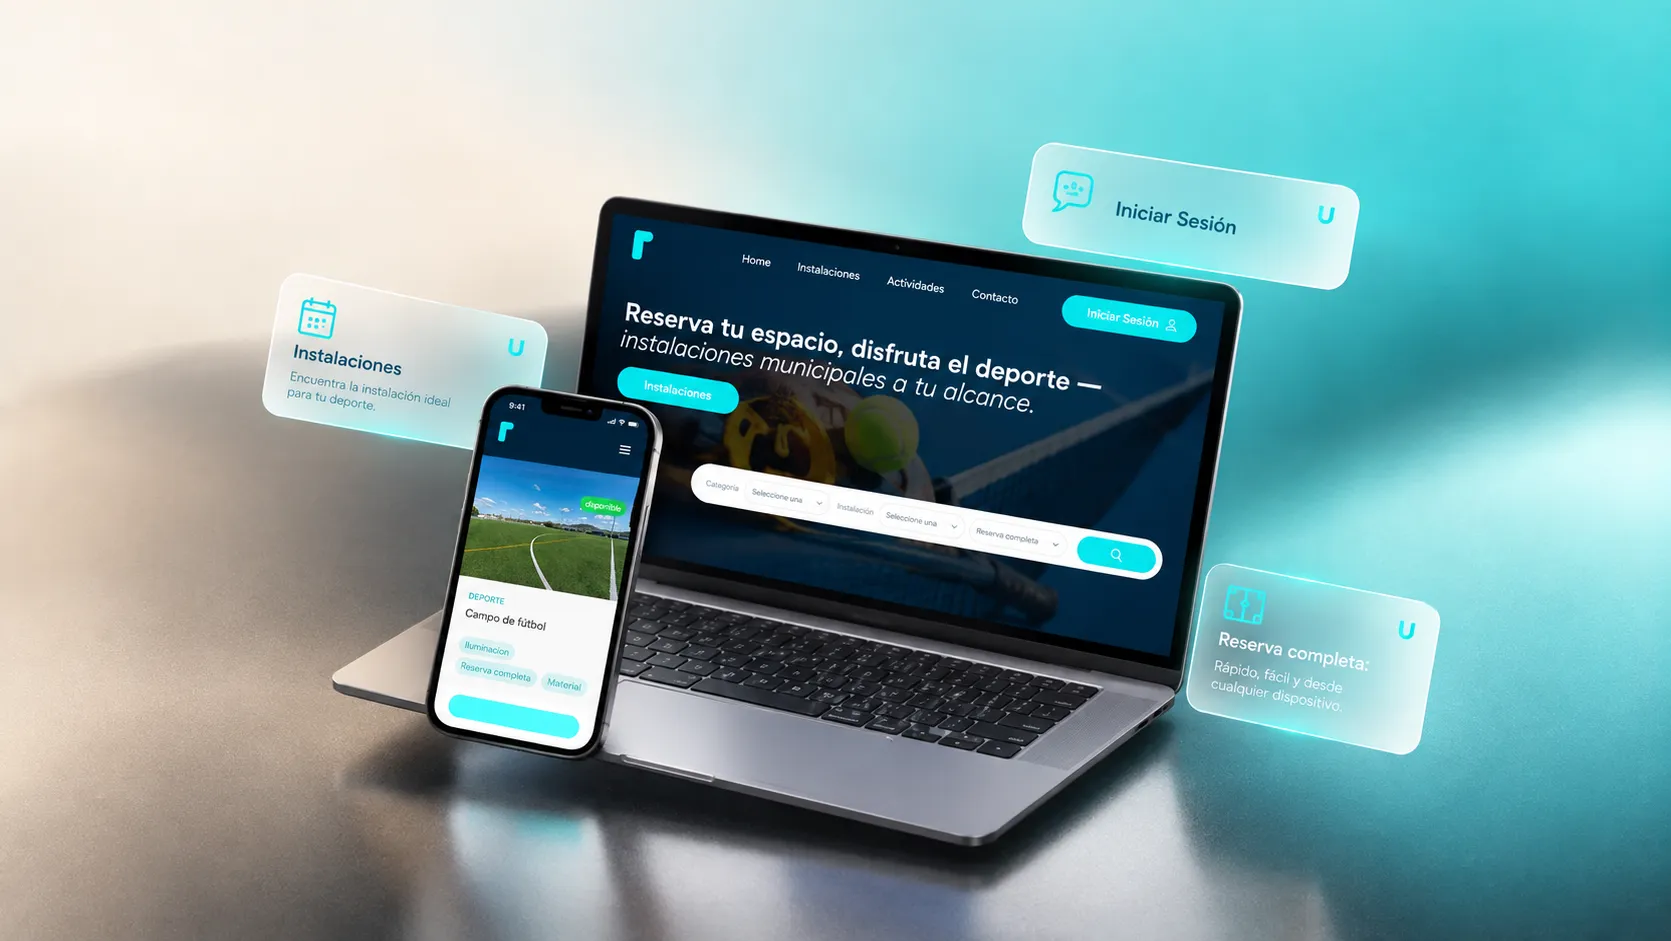 Iniciar Sesión
U
r
Home
Instalaciones
Actividades
Contacto
Iniciar Sesión
Reserva tu espacio, disfruta el deporte —
instalaciones municipales a tu alcance.
Instalaciones
Categoría
Seleccione una
Instalación
Seleccione una
Reserva completa
U
Instalaciones
Encuentra la instalación ideal
para tu deporte.
9:41
r
disponible
DEPORTE
Campo de fútbol
Iluminacion
Reserva completa
Material
U
Reserva completa:
Rápido, fácil y desde
cualquier dispositivo.